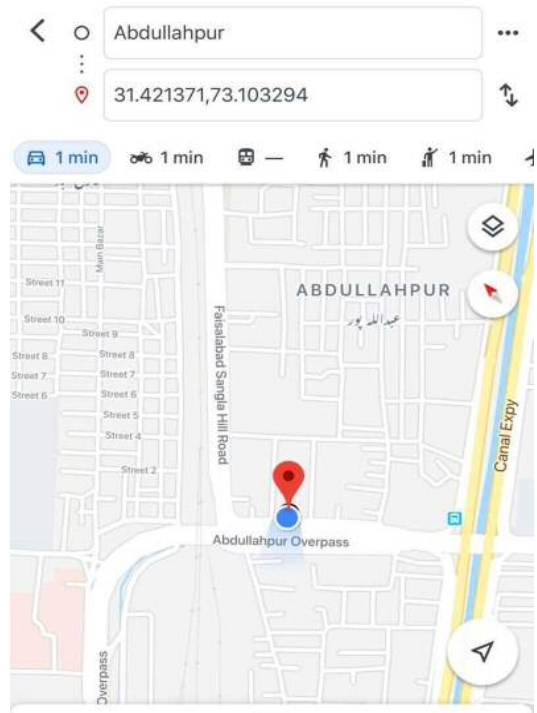 Abdullahpur
31.421371,73.103294
1 min
1 min
—
1 min
1 min
Main Bazar
ABDULLAHPUR
عبداللہ پور
Street 11
Street 10
Street 9
Street 8
Street 8
Street 7
Street 7
Street 6
Street 6
Street 5
Street 4
Street 2
Faisalabad Sangla Hill Road
Canal Expy
Abdullahpur Overpass
Overpass